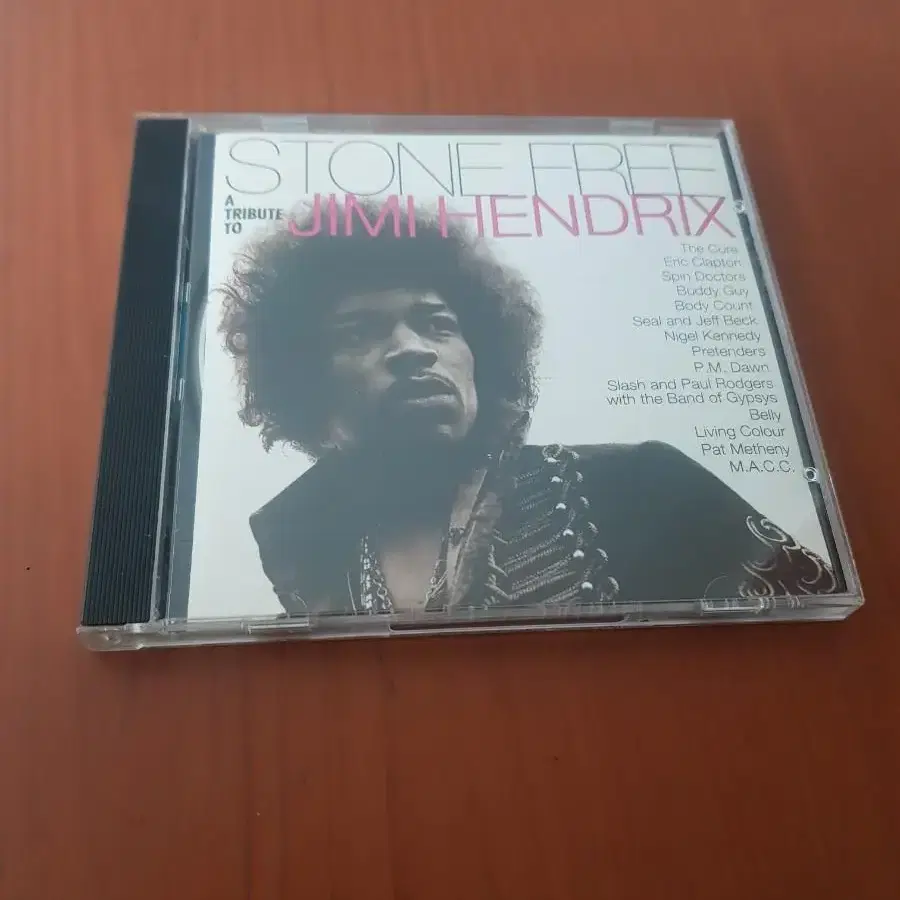 STONE FREE
A
TRIBUTE
TO
JIMI HENDRIX
The Cure
Eric Clapton
Spin Doctors
Buddy Guy
Body Count
Seal and Jeff Beck
Nigel Kennedy
Pretenders
P.M. Dawn
Slash and Paul Rodgers
with the Band of Gypsys
Belly
Living Colour
Pat Metheny
M.A.C.C.